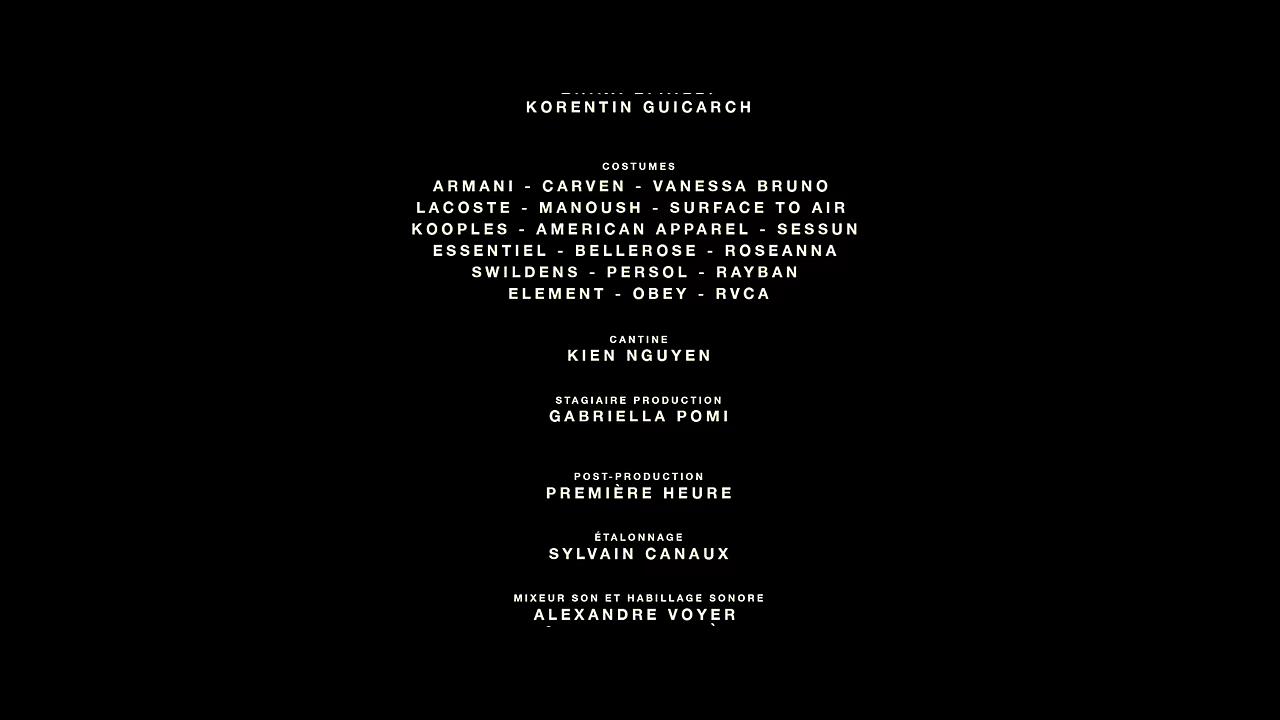 KORENTIN GUICARCH
COSTUMES
ARMANI - CARVEN - VANESSA BRUNO
LACOSTE - MANOUSH - SURFACE TO AIR
KOOPLES - AMERICAN APPAREL - SESSUN
ESSENTIEL - BELLEROSE - ROSEANNA
SWILDENS - PERSOL - RAYBAN
ELEMENT - OBEY - RVCA
CANTINE
KIEN NGUYEN
STAGIAIRE PRODUCTION
GABRIELLA POMI
POST-PRODUCTION
PREMIÈRE HEURE
ÉTALONNAGE
SYLVAIN CANAUX
MIXEUR SON ET HABILLAGE SONORE
ALEXANDRE VOYER